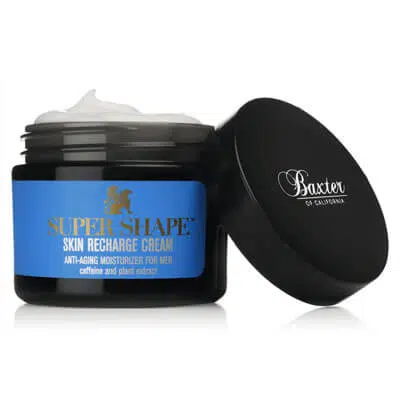 SUPER SHAPE™
SKIN RECHARGE CREAM
ANTI-AGING MOISTURIZER FOR MEN
caffeine and plant extract
Baxter
OF CALIFORNIA